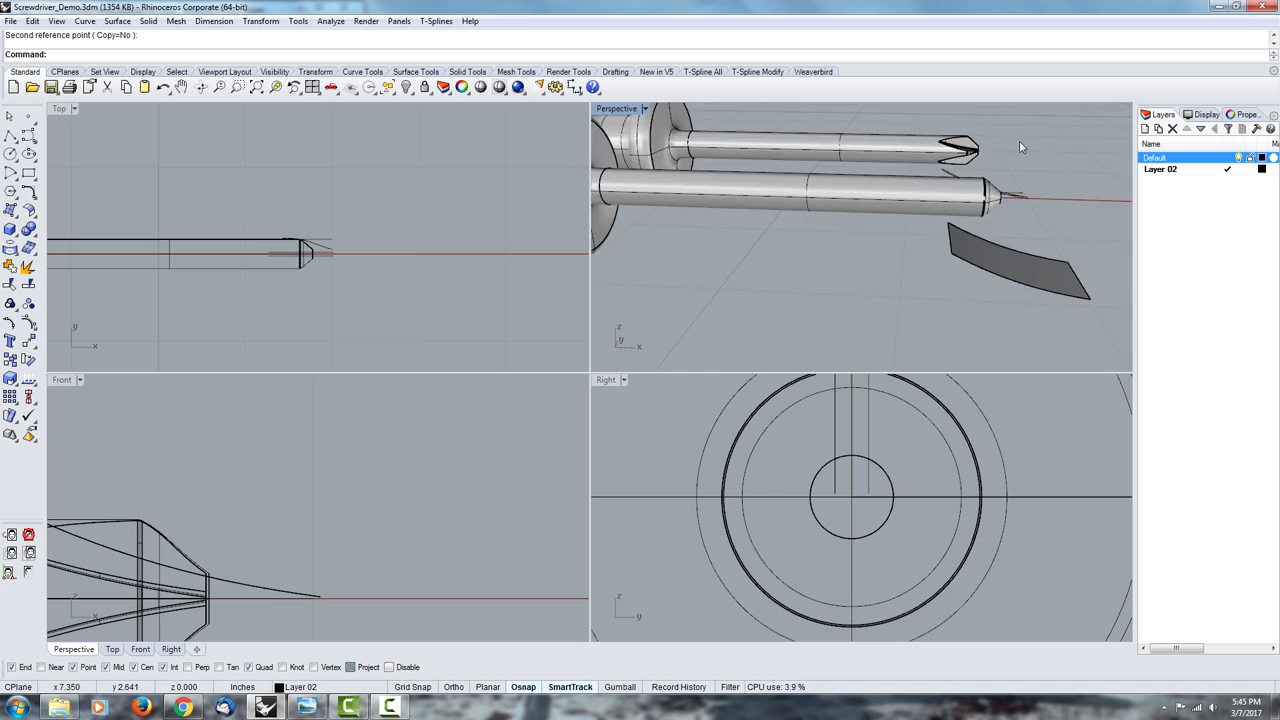 Screwdriver_Demo.3dm (1354 KB) - Rhinoceros Corporate (64-bit)
File Edit View Curve Surface Solid Mesh Dimension Transform Tools Analyze Render Panels T-Splines Help
Second reference point ( Copy=No ):
Command:
Standard CPlanes Set View Display Select Viewport Layout Visibility Transform Curve Tools Surface Tools Solid Tools Mesh Tools Render Tools Drafting New in V5 T-Spline All T-Spline Modify Weaverbird
Top
Perspective
Layers Display Prope...
Name
Default
Layer 02
y
x
z
y
x
Front
Right
z
x
z
y
Perspective Top Front Right
End Near Point Mid Cen Int Perp Tan Quad Knot Vertex Project Disable
CPlane x 7.350 y 2.641 z 0.000 Inches Layer 02 Grid Snap Ortho Planar Osnap SmartTrack Gumball Record History Filter CPU use: 3.9 %
5:45 PM
3/7/2017